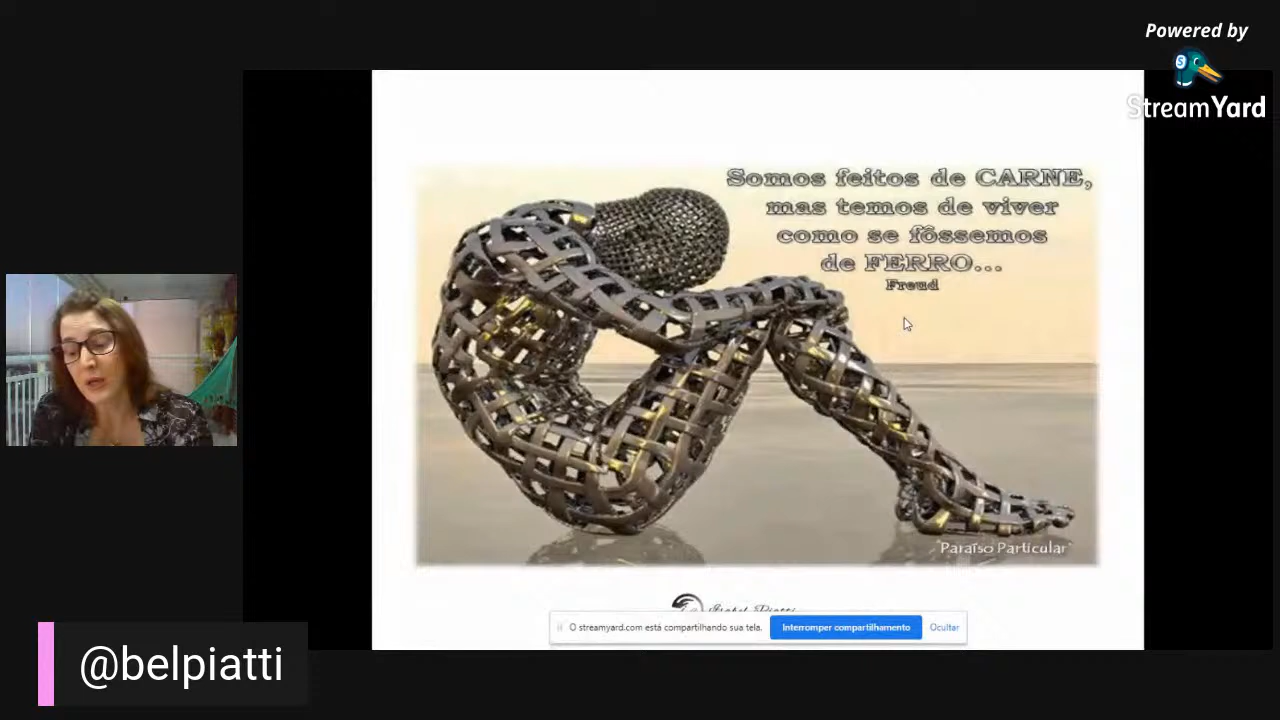 Powered by
StreamYard
Somos feitos de CARNE,
mas temos de viver
como se fôssemos
de FERRO...
Freud
'Paraíso Particular'
O streamyard.com está compartilhando sua tela.
Interromper compartilhamento
Ocultar
@belpiatti